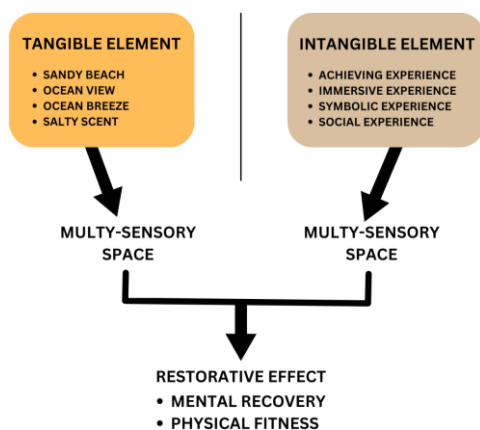 TANGIBLE ELEMENT
• SANDY BEACH
• OCEAN VIEW
• OCEAN BREEZE
• SALTY SCENT
INTANGIBLE ELEMENT
• ACHIEVING EXPERIENCE
• IMMERSIVE EXPERIENCE
• SYMBOLIC EXPERIENCE
• SOCIAL EXPERIENCE
MULTY-SENSORY
SPACE
MULTY-SENSORY
SPACE
RESTORATIVE EFFECT
• MENTAL RECOVERY
• PHYSICAL FITNESS